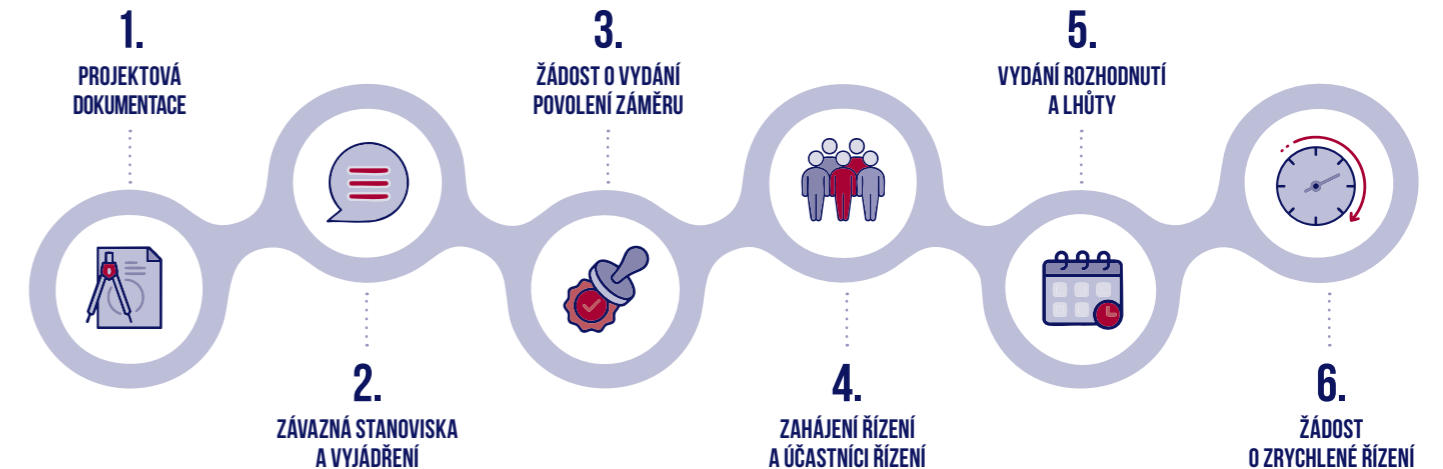 1.
PROJEKTOVÁ
DOKUMENTACE
2.
ZÁVAZNÁ STANOVISKA
A VYJÁDŘENÍ
3.
ŽÁDOST O VYDÁNÍ
POVOLENÍ ZÁMĚRU
4.
ZAHÁJENÍ ŘÍZENÍ
A ÚČASTNÍCI ŘÍZENÍ
5.
VYDÁNÍ ROZHODNUTÍ
A LHŮTY
6.
ŽÁDOST
O ZRYCHLENÉ ŘÍZENÍ